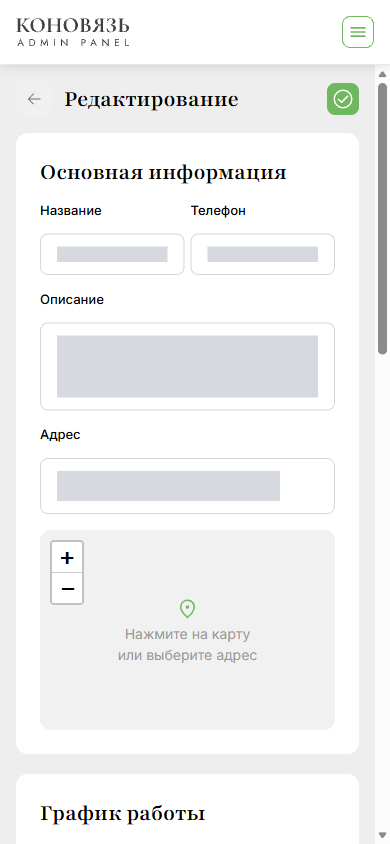 КОНОВЯЗЬ
ADMIN PANEL
Редактирование
Основная информация
Название Телефон
Описание
Адрес
+
−
Нажмите на карту
или выберите адрес
График работы